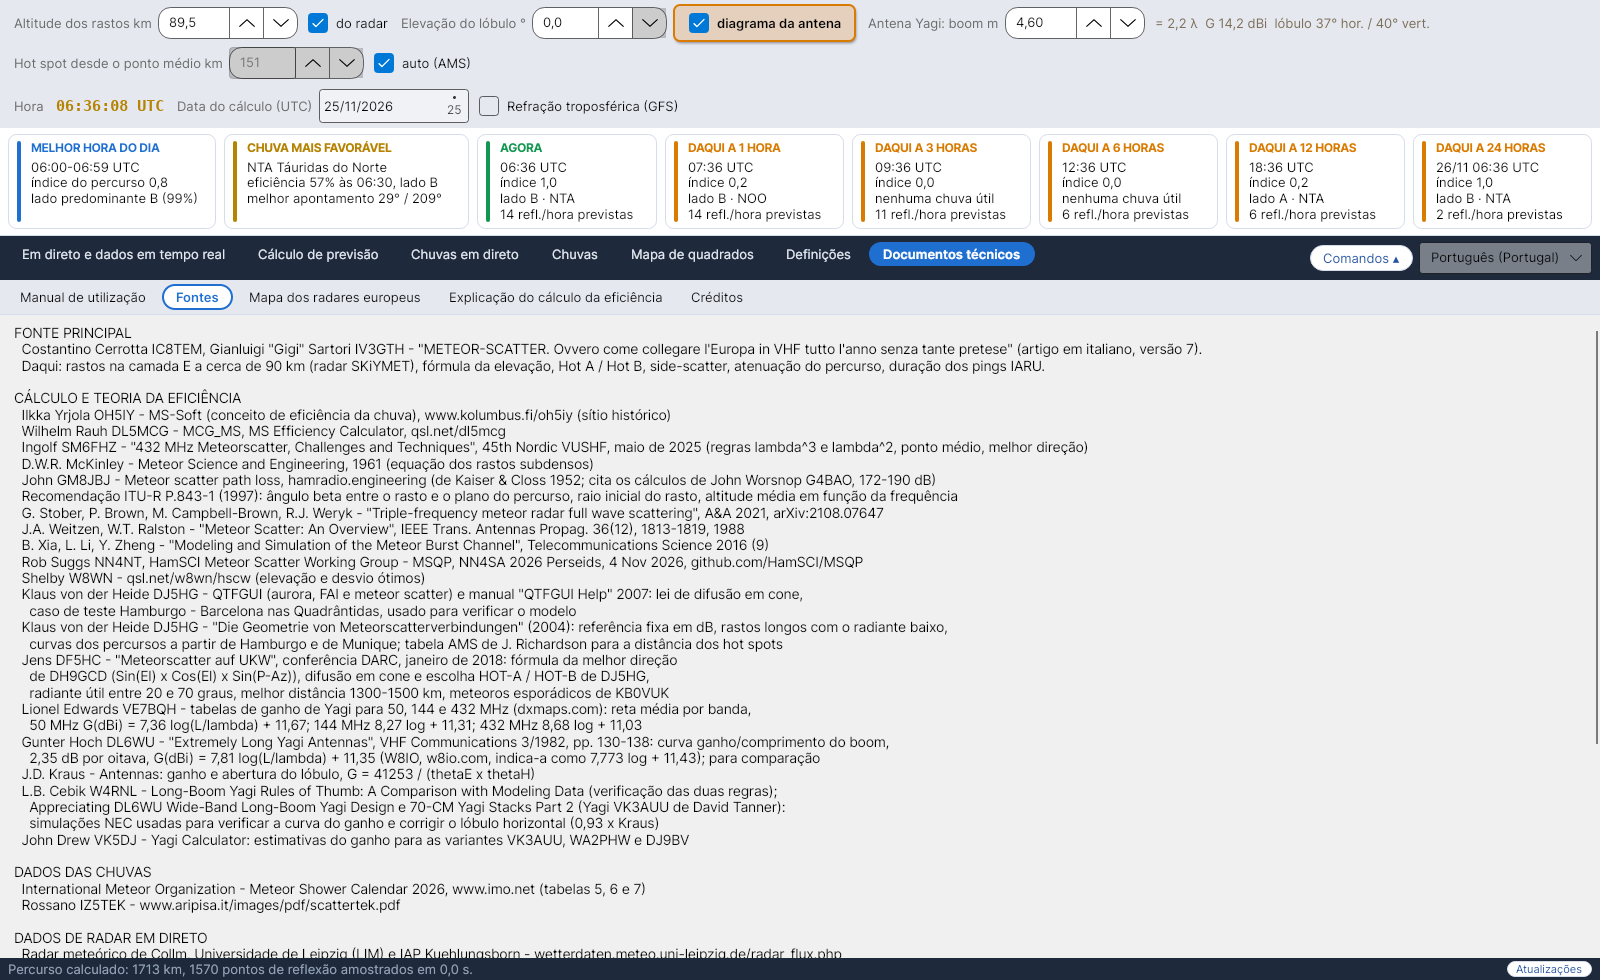 Altitude dos rastos km 89,5 do radar Elevação do lóbulo ° 0,0 diagrama da antena Antena Yagi: boom m 4,60 = 2,2 λ G 14,2 dBi lóbulo 37° hor. / 40° vert.
Hot spot desde o ponto médio km 151 auto (AMS)
Hora 06:36:08 UTC Data do cálculo (UTC) 25/11/2026 25 Refração troposférica (GFS)
MELHOR HORA DO DIA
06:00-06:59 UTC
índice do percurso 0,8
lado predominante B (99%)
CHUVA MAIS FAVORÁVEL
NTA Táuridas do Norte
eficiência 57% às 06:30, lado B
melhor apontamento 29° / 209°
AGORA
06:36 UTC
índice 1,0
lado B · NTA
14 refl./hora previstas
DAQUI A 1 HORA
07:36 UTC
índice 0,2
lado B · NOO
14 refl./hora previstas
DAQUI A 3 HORAS
09:36 UTC
índice 0,0
nenhuma chuva útil
11 refl./hora previstas
DAQUI A 6 HORAS
12:36 UTC
índice 0,0
nenhuma chuva útil
6 refl./hora previstas
DAQUI A 12 HORAS
18:36 UTC
índice 0,2
lado A · NTA
6 refl./hora previstas
DAQUI A 24 HORAS
26/11 06:36 UTC
índice 1,0
lado B · NTA
2 refl./hora previstas
Em direto e dados em tempo real Cálculo de previsão Chuvas em direto Chuvas Mapa de quadrados Definições Documentos técnicos Comandos ▴ Português (Portugal)
Manual de utilização Fontes Mapa dos radares europeus Explicação do cálculo da eficiência Créditos
FONTE PRINCIPAL
Costantino Cerrotta IC8TEM, Gianluigi "Gigi" Sartori IV3GTH - "METEOR-SCATTER. Ovvero come collegare l'Europa in VHF tutto l'anno senza tante pretese" (artigo em italiano, versão 7).
Daqui: rastos na camada E a cerca de 90 km (radar SKiYMET), fórmula da elevação, Hot A / Hot B, side-scatter, atenuação do percurso, duração dos pings IARU.
CÁLCULO E TEORIA DA EFICIÊNCIA
Ilkka Yrjola OH5IY - MS-Soft (conceito de eficiência da chuva), www.kolumbus.fi/oh5iy (sítio histórico)
Wilhelm Rauh DL5MCG - MCG_MS, MS Efficiency Calculator, qsl.net/dl5mcg
Ingolf SM6FHZ - "432 MHz Meteorscatter, Challenges and Techniques", 45th Nordic VUSHF, maio de 2025 (regras lambda^3 e lambda^2, ponto médio, melhor direção)
D.W.R. McKinley - Meteor Science and Engineering, 1961 (equação dos rastos subdensos)
John GM8JBJ - Meteor scatter path loss, hamradio.engineering (de Kaiser & Closs 1952; cita os cálculos de John Worsnop G4BAO, 172-190 dB)
Recomendação ITU-R P.843-1 (1997): ângulo beta entre o rasto e o plano do percurso, raio inicial do rasto, altitude média em função da frequência
G. Stober, P. Brown, M. Campbell-Brown, R.J. Weryk - "Triple-frequency meteor radar full wave scattering", A&A 2021, arXiv:2108.07647
J.A. Weitzen, W.T. Ralston - "Meteor Scatter: An Overview", IEEE Trans. Antennas Propag. 36(12), 1813-1819, 1988
B. Xia, L. Li, Y. Zheng - "Modeling and Simulation of the Meteor Burst Channel", Telecommunications Science 2016 (9)
Rob Suggs NN4NT, HamSCI Meteor Scatter Working Group - MSQP, NN4SA 2026 Perseids, 4 Nov 2026, github.com/HamSCI/MSQP
Shelby W8WN - qsl.net/w8wn/hscw (elevação e desvio ótimos)
Klaus von der Heide DJ5HG - QTFGUI (aurora, FAI e meteor scatter) e manual "QTFGUI Help" 2007: lei de difusão em cone,
caso de teste Hamburgo - Barcelona nas Quadrântidas, usado para verificar o modelo
Klaus von der Heide DJ5HG - "Die Geometrie von Meteorscatterverbindungen" (2004): referência fixa em dB, rastos longos com o radiante baixo,
curvas dos percursos a partir de Hamburgo e de Munique; tabela AMS de J. Richardson para a distância dos hot spots
Jens DF5HC - "Meteorscatter auf UKW", conferência DARC, janeiro de 2018: fórmula da melhor direção
de DH9GCD (Sin(El) x Cos(El) x Sin(P-Az)), difusão em cone e escolha HOT-A / HOT-B de DJ5HG,
radiante útil entre 20 e 70 graus, melhor distância 1300-1500 km, meteoros esporádicos de KB0VUK
Lionel Edwards VE7BQH - tabelas de ganho de Yagi para 50, 144 e 432 MHz (dxmaps.com): reta média por banda,
50 MHz G(dBi) = 7,36 log(L/lambda) + 11,67; 144 MHz 8,27 log + 11,31; 432 MHz 8,68 log + 11,03
Gunter Hoch DL6WU - "Extremely Long Yagi Antennas", VHF Communications 3/1982, pp. 130-138: curva ganho/comprimento do boom,
2,35 dB por oitava, G(dBi) = 7,81 log(L/lambda) + 11,35 (W8IO, w8io.com, indica-a como 7,773 log + 11,43); para comparação
J.D. Kraus - Antennas: ganho e abertura do lóbulo, G = 41253 / (thetaE x thetaH)
L.B. Cebik W4RNL - Long-Boom Yagi Rules of Thumb: A Comparison with Modeling Data (verificação das duas regras);
Appreciating DL6WU Wide-Band Long-Boom Yagi Design e 70-CM Yagi Stacks Part 2 (Yagi VK3AUU de David Tanner):
simulações NEC usadas para verificar a curva do ganho e corrigir o lóbulo horizontal (0,93 x Kraus)
John Drew VK5DJ - Yagi Calculator: estimativas do ganho para as variantes VK3AUU, WA2PHW e DJ9BV
DADOS DAS CHUVAS
International Meteor Organization - Meteor Shower Calendar 2026, www.imo.net (tabelas 5, 6 e 7)
Rossano IZ5TEK - www.aripisa.it/images/pdf/scattertek.pdf
DADOS DE RADAR EM DIRETO
Radar meteórico de Collm, Universidade de Leipzig (LIM) e IAP Kuehlungsborn - wetterdaten.meteo.uni-leipzig.de/radar_flux.php
Percurso calculado: 1713 km, 1570 pontos de reflexão amostrados em 0,0 s. Atualizações